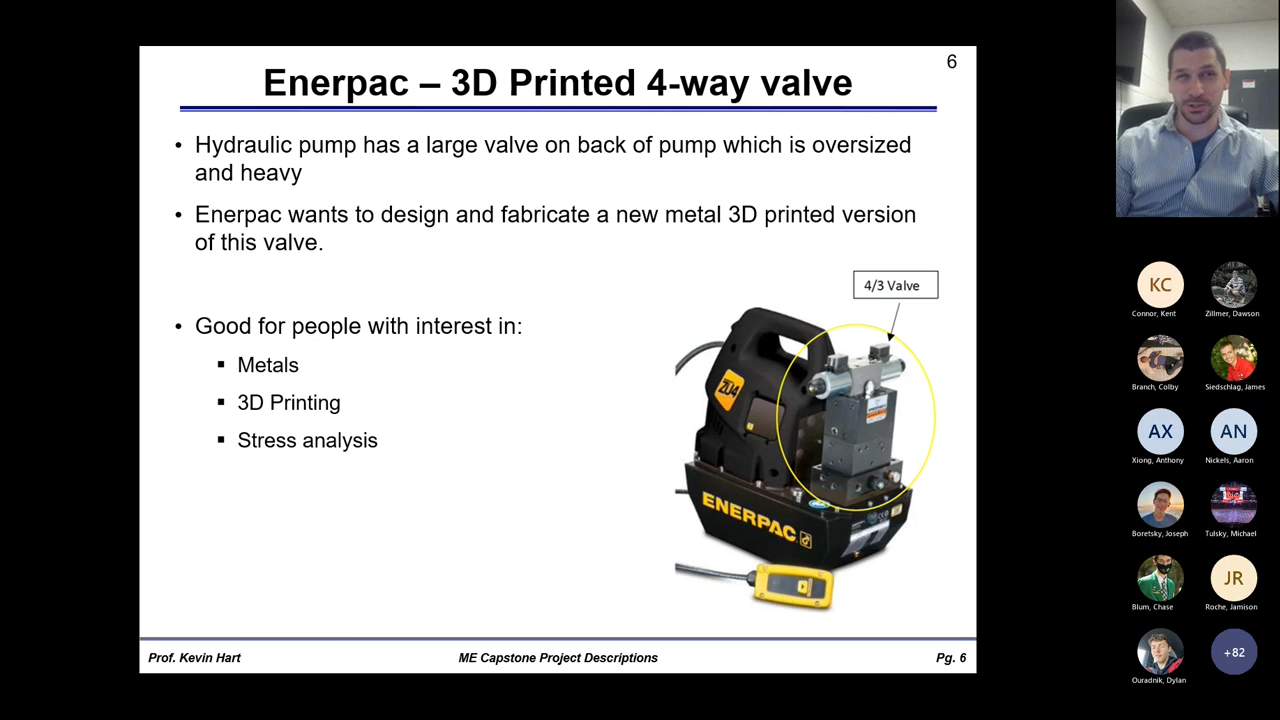 6
Enerpac – 3D Printed 4-way valve
• Hydraulic pump has a large valve on back of pump which is oversized
and heavy
• Enerpac wants to design and fabricate a new metal 3D printed version
of this valve.
4/3 Valve
• Good for people with interest in:
▪ Metals
▪ 3D Printing
▪ Stress analysis
ZU4
ENERPAC
Prof. Kevin Hart
ME Capstone Project Descriptions
Pg. 6
KC
Connor, Kent
Zillmer, Dawson
Branch, Colby
Siedschlag, James
AX
Xiong, Anthony
AN
Nickels, Aaron
Boretsky, Joseph
Tulsky, Michael
Blum, Chase
JR
Roche, Jamison
Ouradnik, Dylan
+82